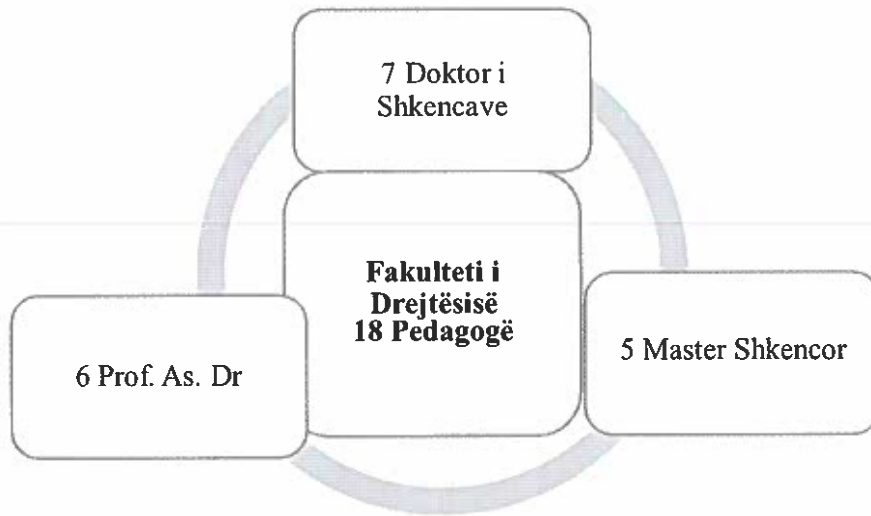 7 Doktor i
Shkencave
Fakulteti i
Drejtësisë
18 Pedagogë
6 Prof. As. Dr
5 Master Shkencor